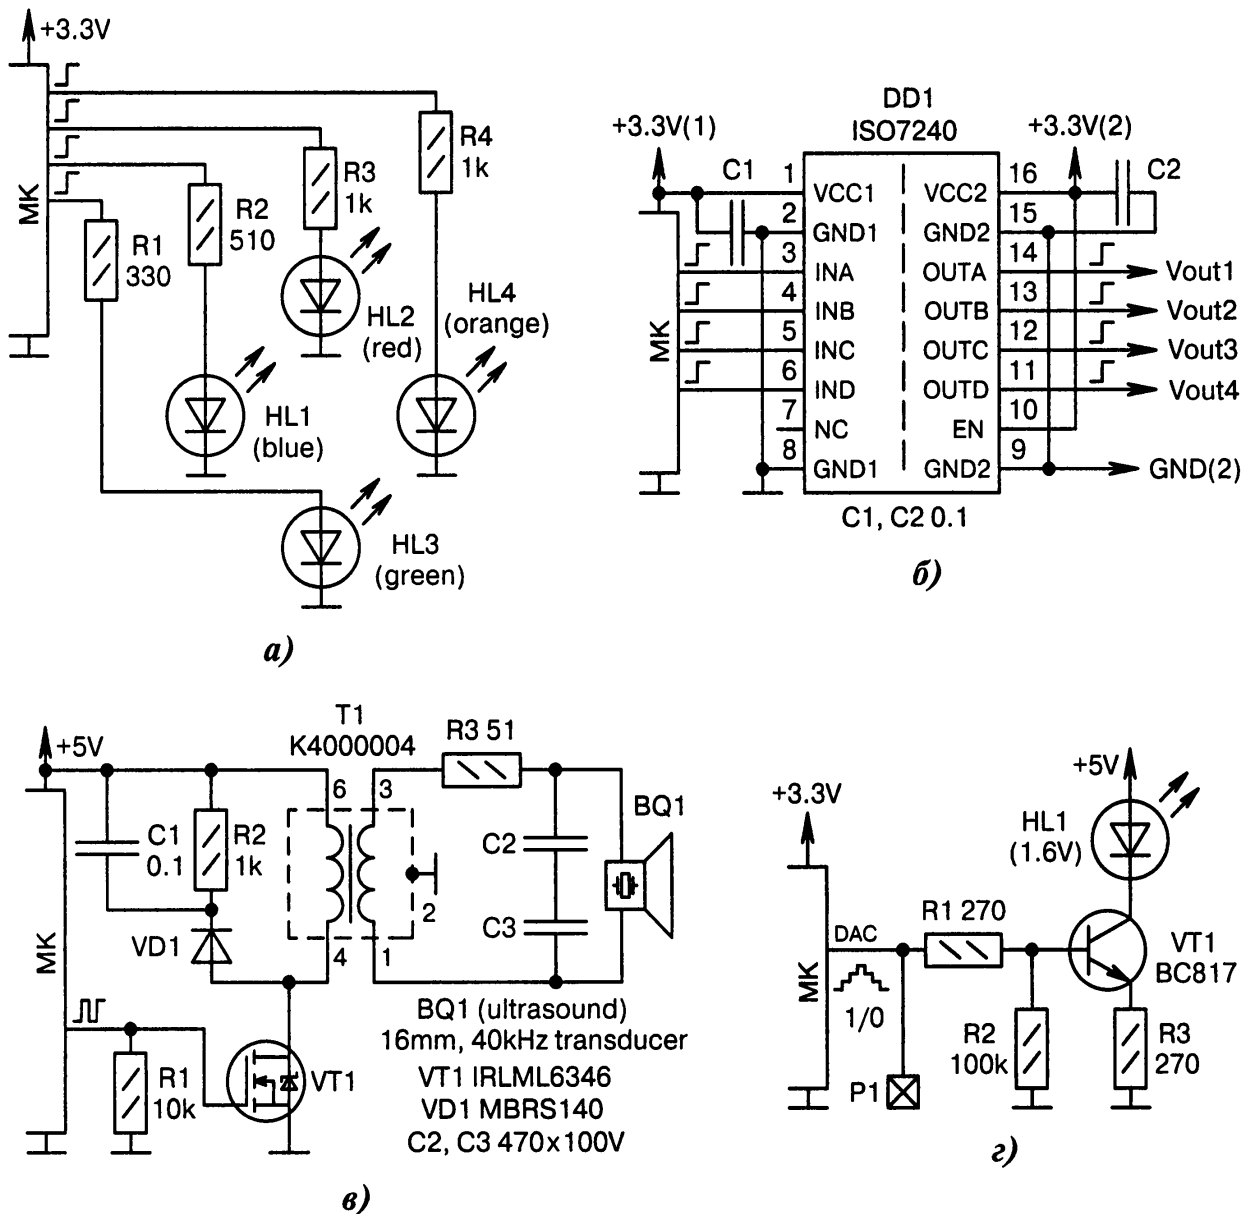 +3.3V
MK
R1
330
R2
510
R3
1k
R4
1k
HL2
(red)
HL4
(orange)
HL1
(blue)
HL3
(green)
а)
DD1
ISO7240
+3.3V(1)
+3.3V(2)
C1
C2
MK
1 VCC1 VCC2 16
2 GND1 GND2 15
3 INA OUTA 14 Vout1
4 INB OUTB 13 Vout2
5 INC OUTC 12 Vout3
6 IND OUTD 11 Vout4
7 NC EN 10
8 GND1 GND2 9 GND(2)
C1, C2 0.1
б)
+5V
T1
K4000004
R3 51
6 3
C1
0.1
R2
1k
C2
BQ1
2
C3
VD1
4 1
MK
R1
10k
VT1
BQ1 (ultrasound)
16mm, 40kHz transducer
VT1 IRLML6346
VD1 MBRS140
C2, C3 470x100V
в)
+3.3V
+5V
HL1
(1.6V)
R1 270
DAC
VT1
BC817
MK
1/0
R2
100k
R3
270
P1
г)